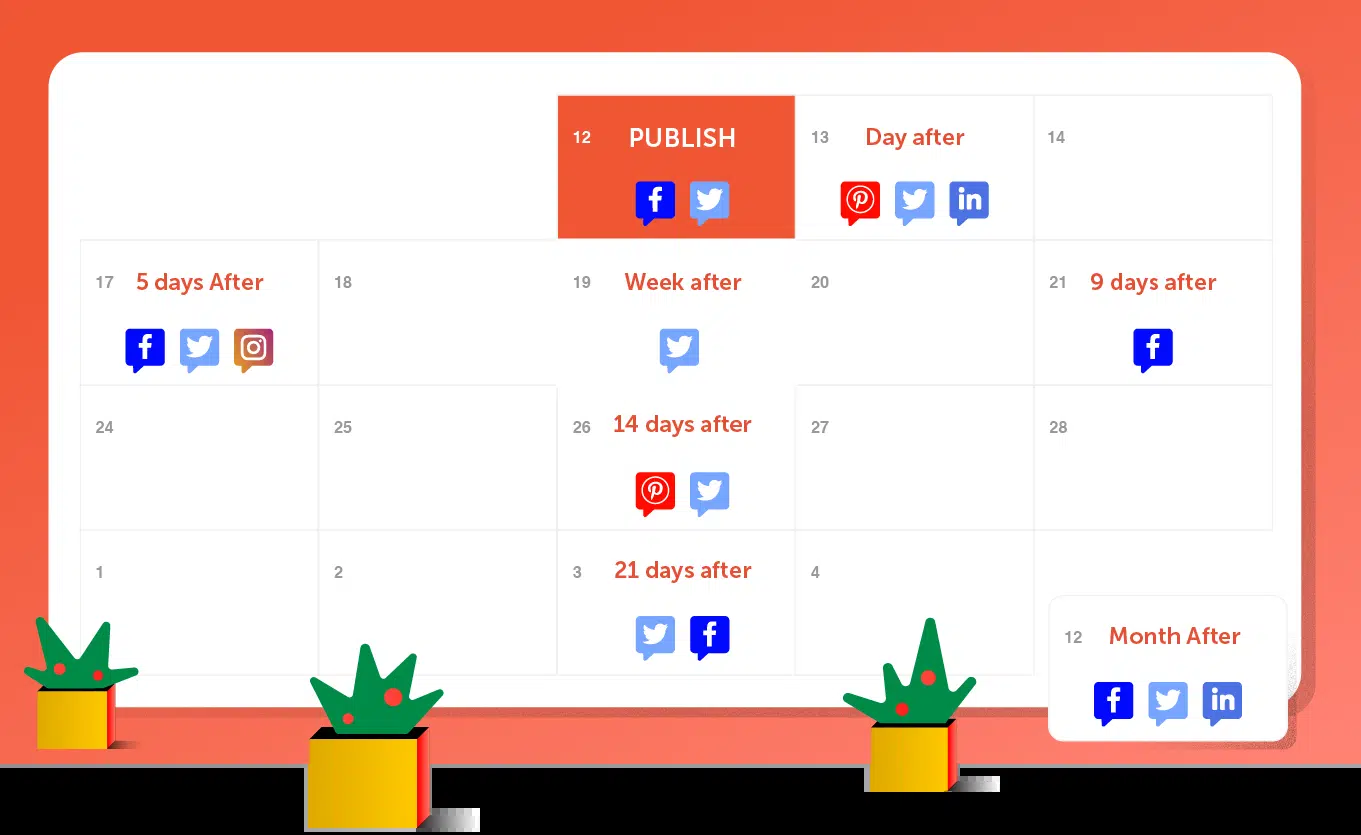 12 PUBLISH
13 Day after
14
17 5 days After
18
19 Week after
20
21 9 days after
24
25
26 14 days after
27
28
1
2
3 21 days after
4
12 Month After